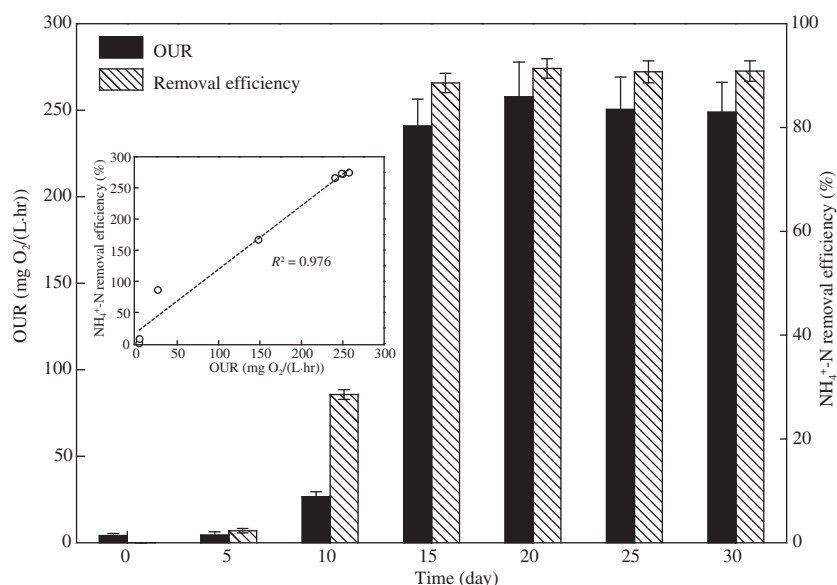 300
250
200
150
100
50
0
OUR (mg O₂/(L·hr))
OUR
Removal efficiency
100
80
60
40
20
0
NH₄⁺-N removal efficiency (%)
300
250
200
150
100
50
0
NH₄⁺-N removal efficiency (%)
R² = 0.976
0 50 100 150 200 250 300
OUR (mg O₂/(L·hr))
0 5 10 15 20 25 30
Time (day)